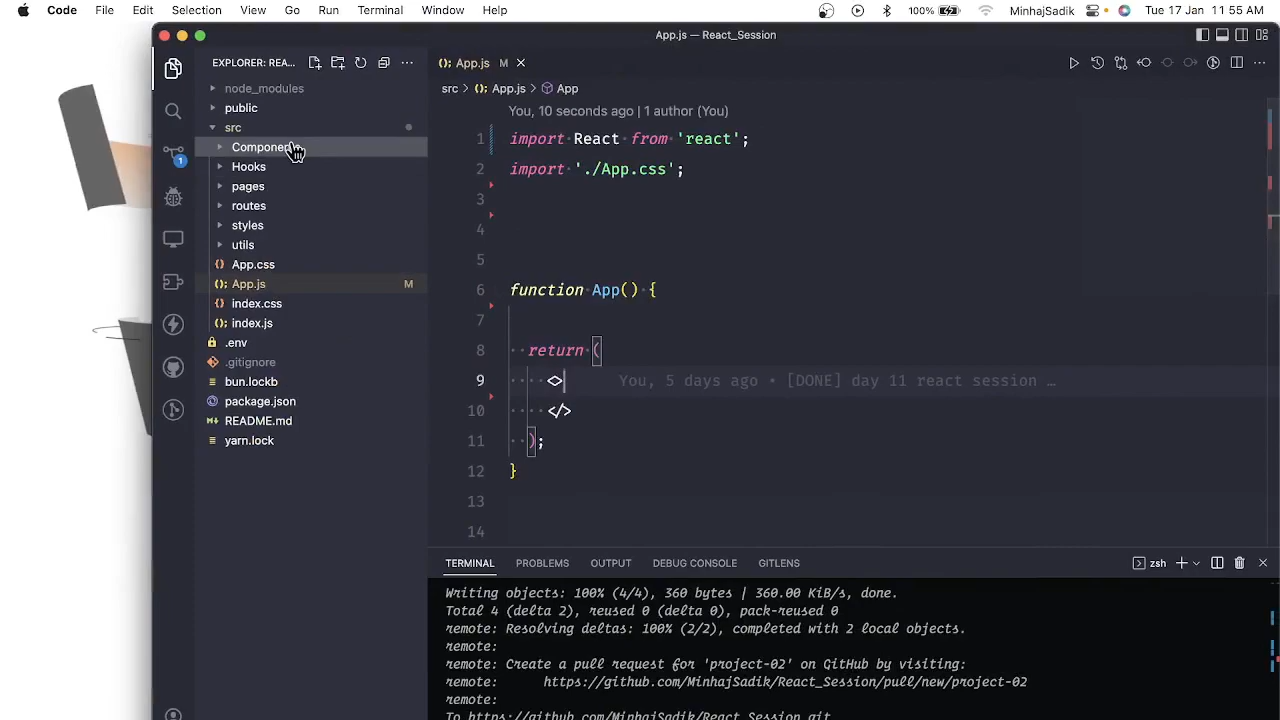 Code File Edit Selection View Go Run Terminal Window Help 100% MinhajSadik Tue 17 Jan 11 55 AM
App.js — React_Session
EXPLORER: REA...
node_modules
public
src
Hooks
pages
routes
styles
utils
App.css
App.js M
index.css
index.js
.env
.gitignore
bun.lockb
package.json
README.md
yarn.lock
1
App.js M
src > App.js > App
You, 10 seconds ago | 1 author (You)
1 import React from 'react';
2 import './App.css';
3
4
5
6 function App() {
7
8 return (
9 <> You, 5 days ago • [DONE] day 11 react session …
10 </>
11 );
12 }
13
14
TERMINAL PROBLEMS OUTPUT DEBUG CONSOLE GITLENS zsh
Writing objects: 100% (4/4), 360 bytes | 360.00 KiB/s, done.
Total 4 (delta 2), reused 0 (delta 0), pack-reused 0
remote: Resolving deltas: 100% (2/2), completed with 2 local objects.
remote:
remote: Create a pull request for 'project-02' on GitHub by visiting:
remote: https://github.com/MinhajSadik/React_Session/pull/new/project-02
remote:
To https://github.com/MinhajSadik/React_Session.git